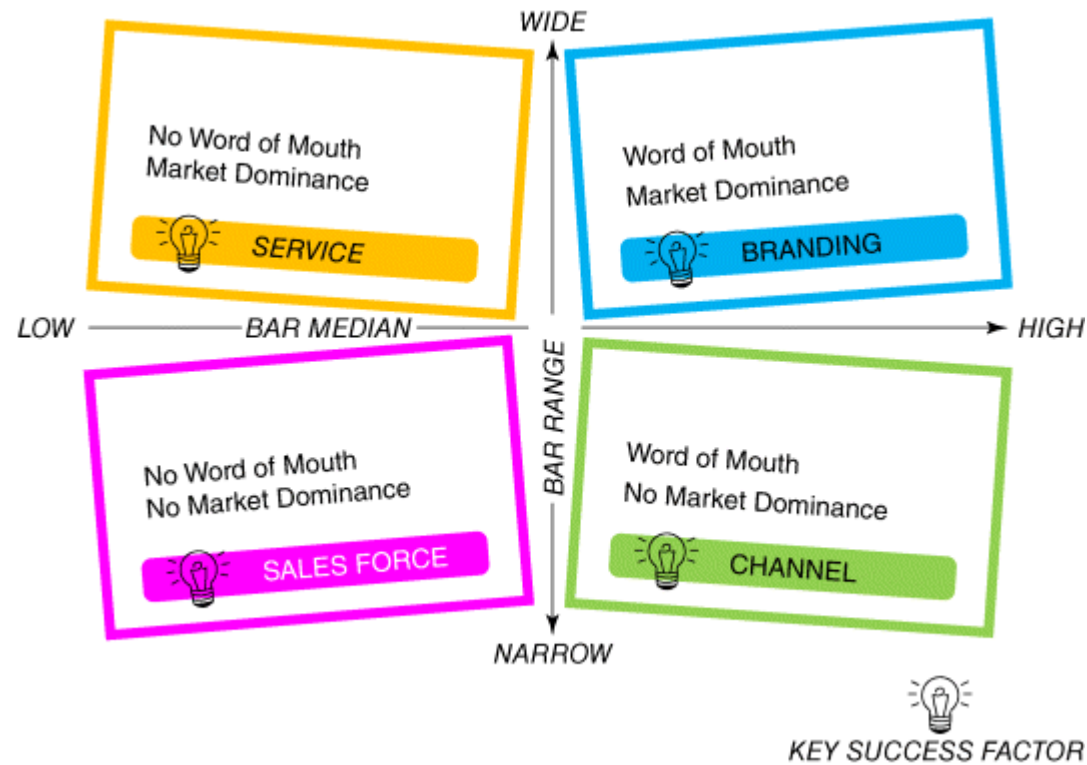 WIDE
No Word of Mouth
Market Dominance
SERVICE
Word of Mouth
Market Dominance
BRANDING
LOW
BAR MEDIAN
HIGH
BAR RANGE
No Word of Mouth
No Market Dominance
SALES FORCE
Word of Mouth
No Market Dominance
CHANNEL
NARROW
KEY SUCCESS FACTOR